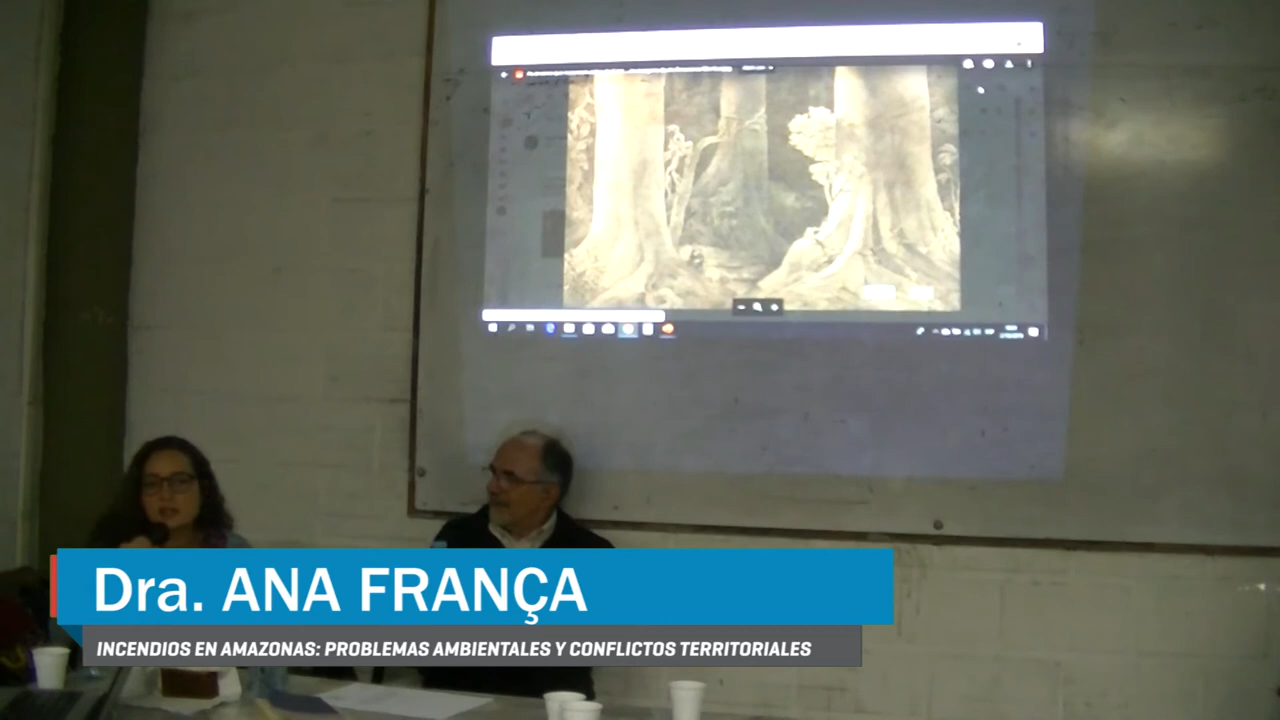 Dra. ANA FRANÇA
INCENDIOS EN AMAZONAS: PROBLEMAS AMBIENTALES Y CONFLICTOS TERRITORIALES